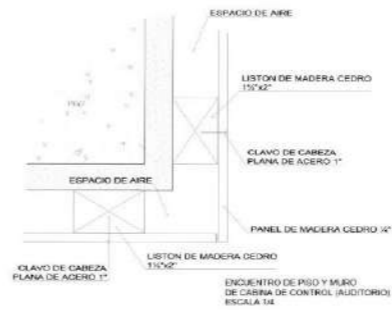 ESPACIO DE AIRE
LISTON DE MADERA CEDRO
1½"x2"
CLAVO DE CABEZA
PLANA DE ACERO 1"
ESPACIO DE AIRE
PANEL DE MADERA CEDRO ¼"
LISTON DE MADERA CEDRO
1½"x2"
CLAVO DE CABEZA
PLANA DE ACERO 1"
ENCUENTRO DE PISO Y MURO
DE CABINA DE CONTROL (AUDITORIO)
ESCALA 1/4